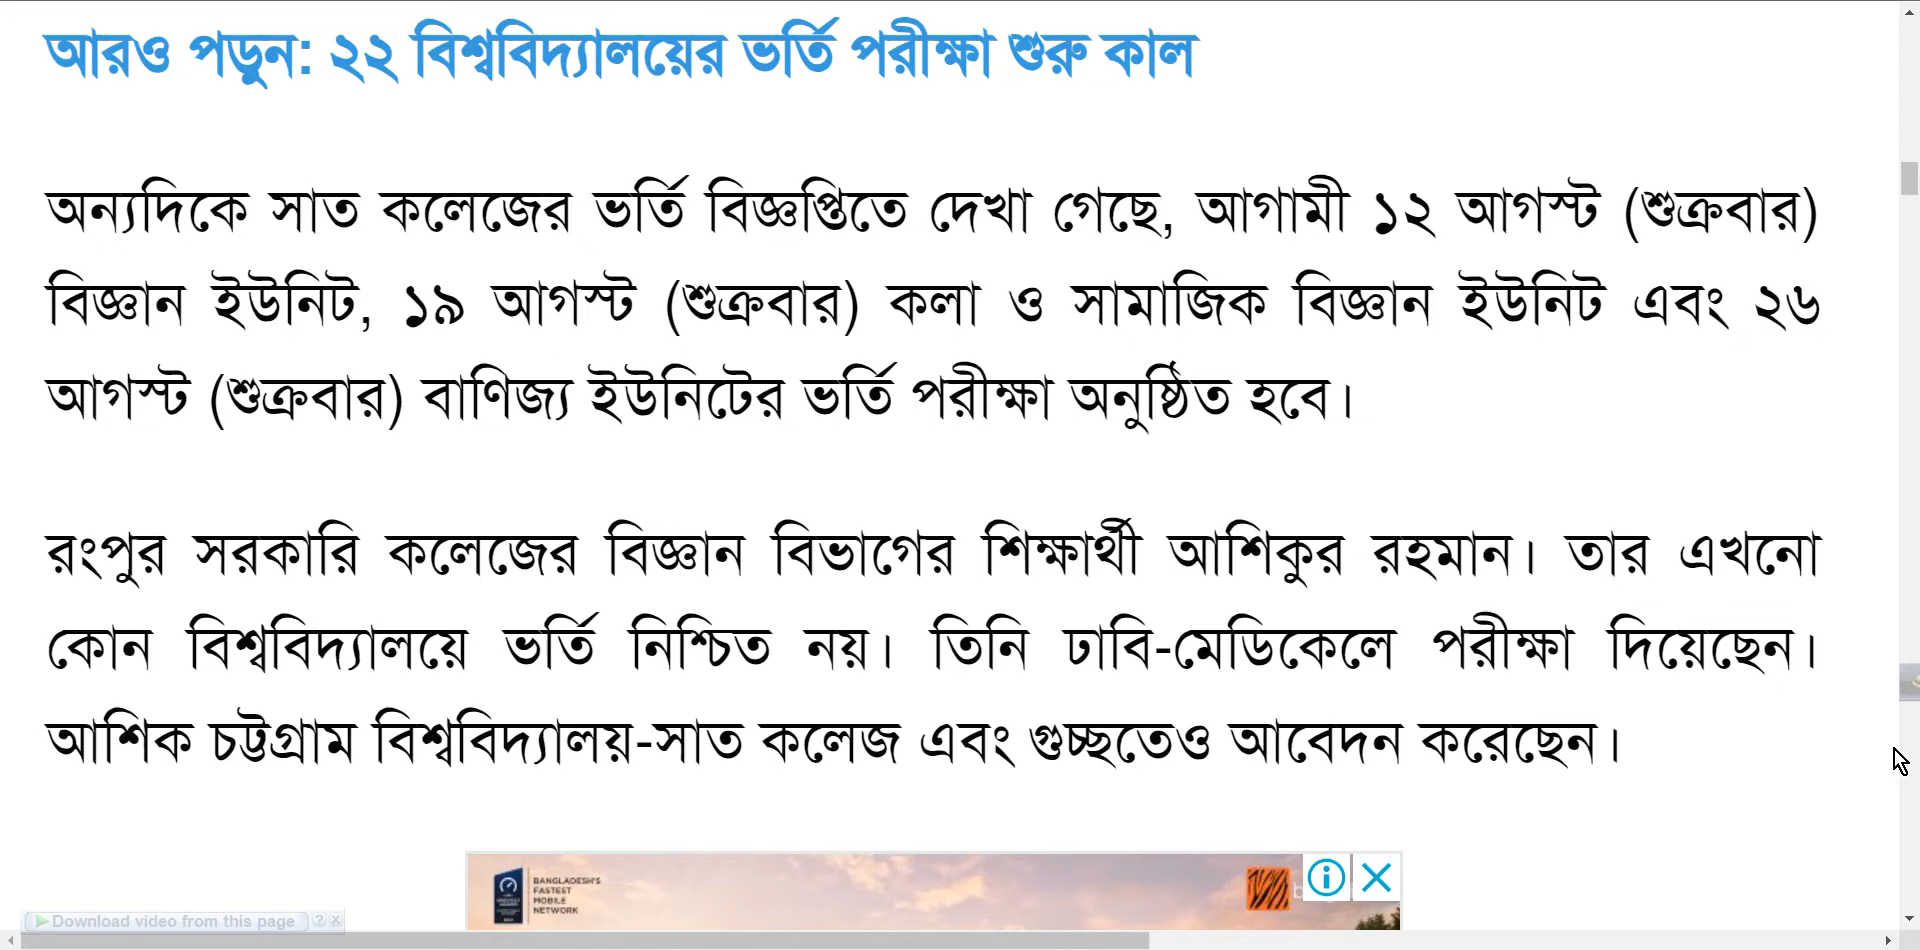 আরও পড়ুন: ২২ বিশ্ববিদ্যালয়ের ভর্তি পরীক্ষা শুরু কাল
অন্যদিকে সাত কলেজের ভর্তি বিজ্ঞপ্তিতে দেখা গেছে, আগামী ১২ আগস্ট (শুক্রবার)
বিজ্ঞান ইউনিট, ১৯ আগস্ট (শুক্রবার) কলা ও সামাজিক বিজ্ঞান ইউনিট এবং ২৬
আগস্ট (শুক্রবার) বাণিজ্য ইউনিটের ভর্তি পরীক্ষা অনুষ্ঠিত হবে।
রংপুর সরকারি কলেজের বিজ্ঞান বিভাগের শিক্ষার্থী আশিকুর রহমান। তার এখনো
কোন বিশ্ববিদ্যালয়ে ভর্তি নিশ্চিত নয়। তিনি ঢাবি-মেডিকেলে পরীক্ষা দিয়েছেন।
আশিক চট্টগ্রাম বিশ্ববিদ্যালয়-সাত কলেজ এবং গুচ্ছতেও আবেদন করেছেন।
BANGLADESH'S
FASTEST
MOBILE
NETWORK
Download video from this page